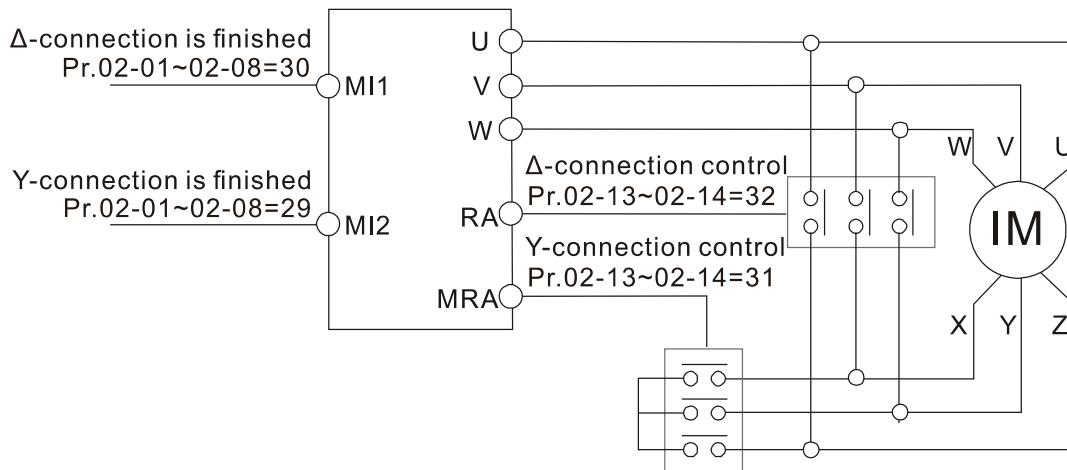 Δ-connection is finished
Pr.02-01~02-08=30
MI1
Y-connection is finished
Pr.02-01~02-08=29
MI2
U
V
W
RA
MRA
Δ-connection control
Pr.02-13~02-14=32
Y-connection control
Pr.02-13~02-14=31
W V U
IM
X Y Z